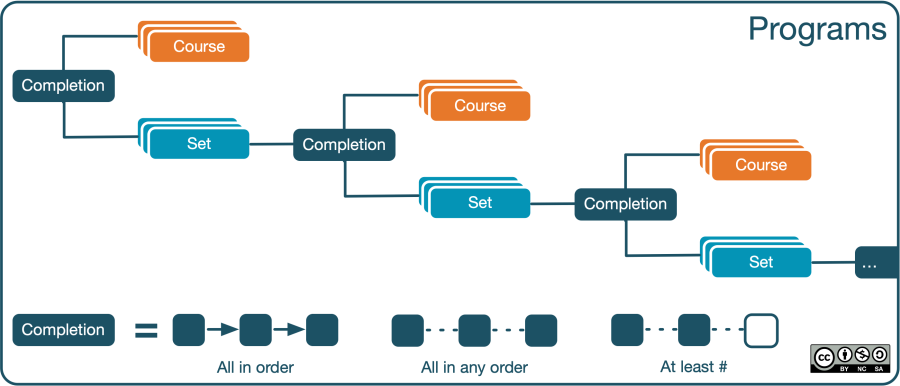 Programs
Course
Completion
Set
Course
Completion
Set
Course
Completion
Set
...
Completion =
All in order
All in any order
At least #
cc
BY NC SA